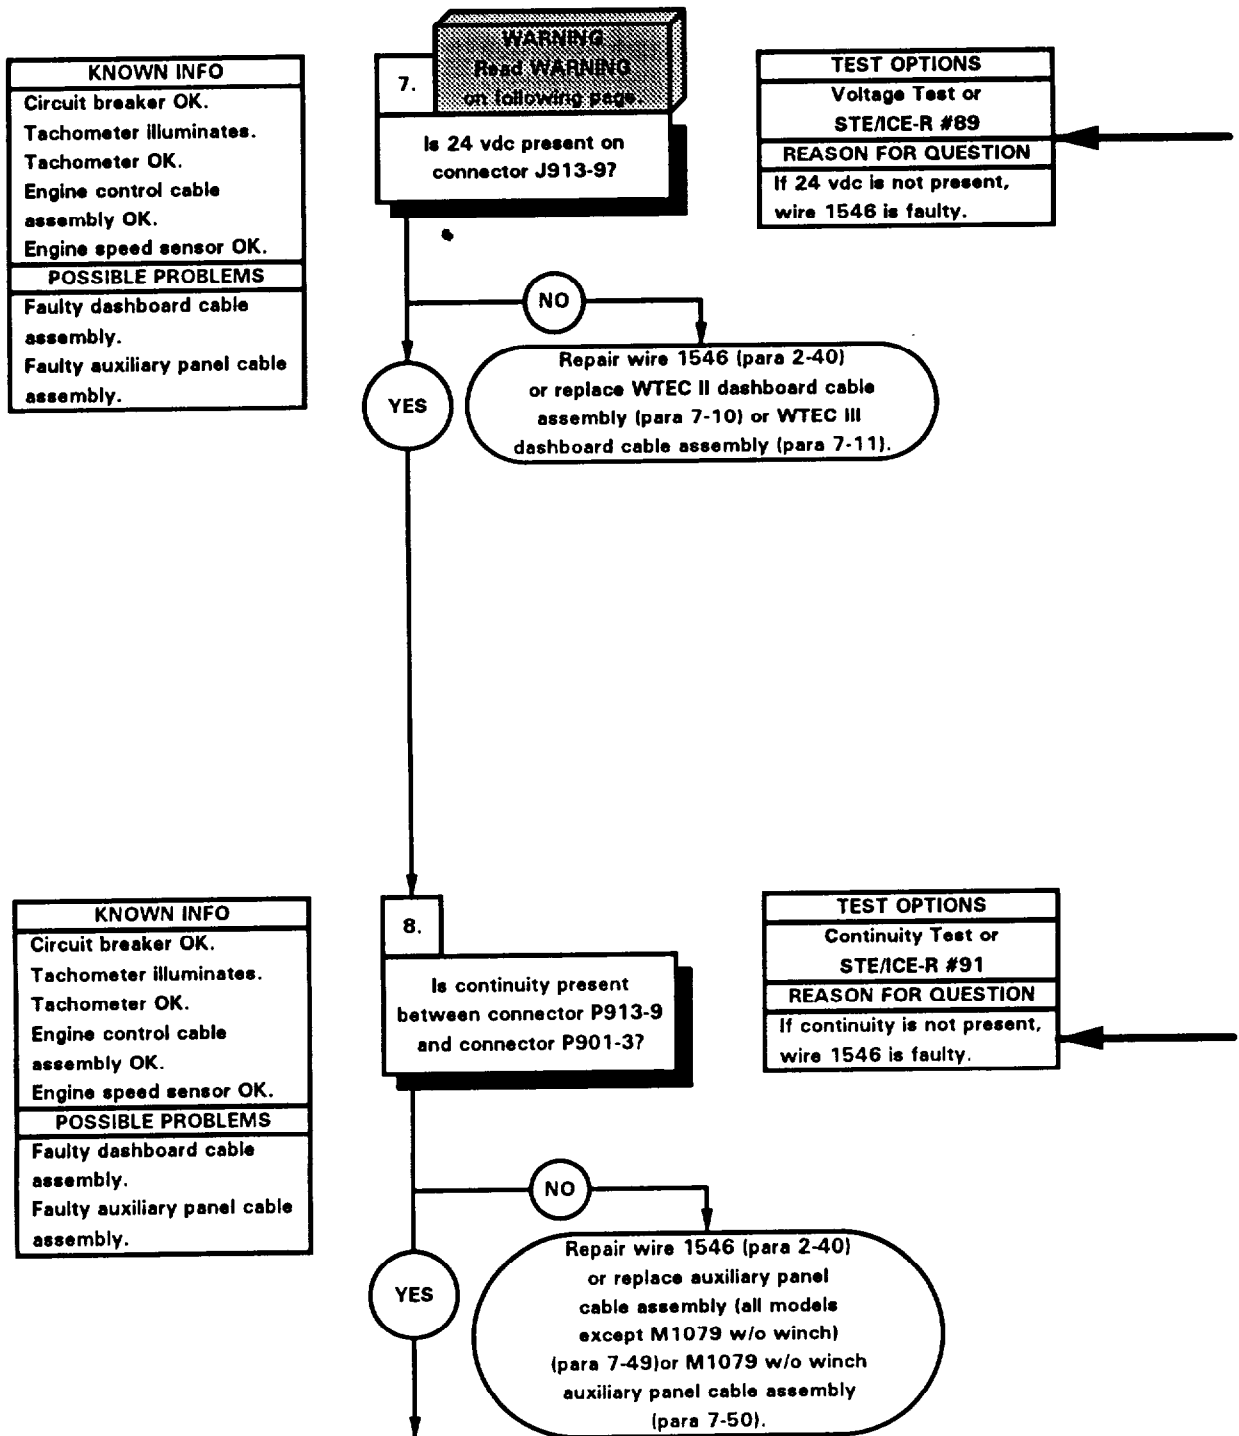 KNOWN INFO
Circuit breaker OK.
Tachometer illuminates.
Tachometer OK.
Engine control cable
assembly OK.
Engine speed sensor OK.
POSSIBLE PROBLEMS
Faulty dashboard cable
assembly.
Faulty auxiliary panel cable
assembly.
WARNING
Read WARNING
on following page
7.
Is 24 vdc present on
connector J913-9?
TEST OPTIONS
Voltage Test or
STE/ICE-R #89
REASON FOR QUESTION
If 24 vdc is not present,
wire 1546 is faulty.
NO
YES
Repair wire 1546 (para 2-40)
or replace WTEC II dashboard cable
assembly (para 7-10) or WTEC III
dashboard cable assembly (para 7-11).
KNOWN INFO
Circuit breaker OK.
Tachometer illuminates.
Tachometer OK.
Engine control cable
assembly OK.
Engine speed sensor OK.
POSSIBLE PROBLEMS
Faulty dashboard cable
assembly.
Faulty auxiliary panel cable
assembly.
8.
Is continuity present
between connector P913-9
and connector P901-3?
TEST OPTIONS
Continuity Test or
STE/ICE-R #91
REASON FOR QUESTION
If continuity is not present,
wire 1546 is faulty.
NO
YES
Repair wire 1546 (para 2-40)
or replace auxiliary panel
cable assembly (all models
except M1079 w/o winch)
(para 7-49)or M1079 w/o winch
auxiliary panel cable assembly
(para 7-50).